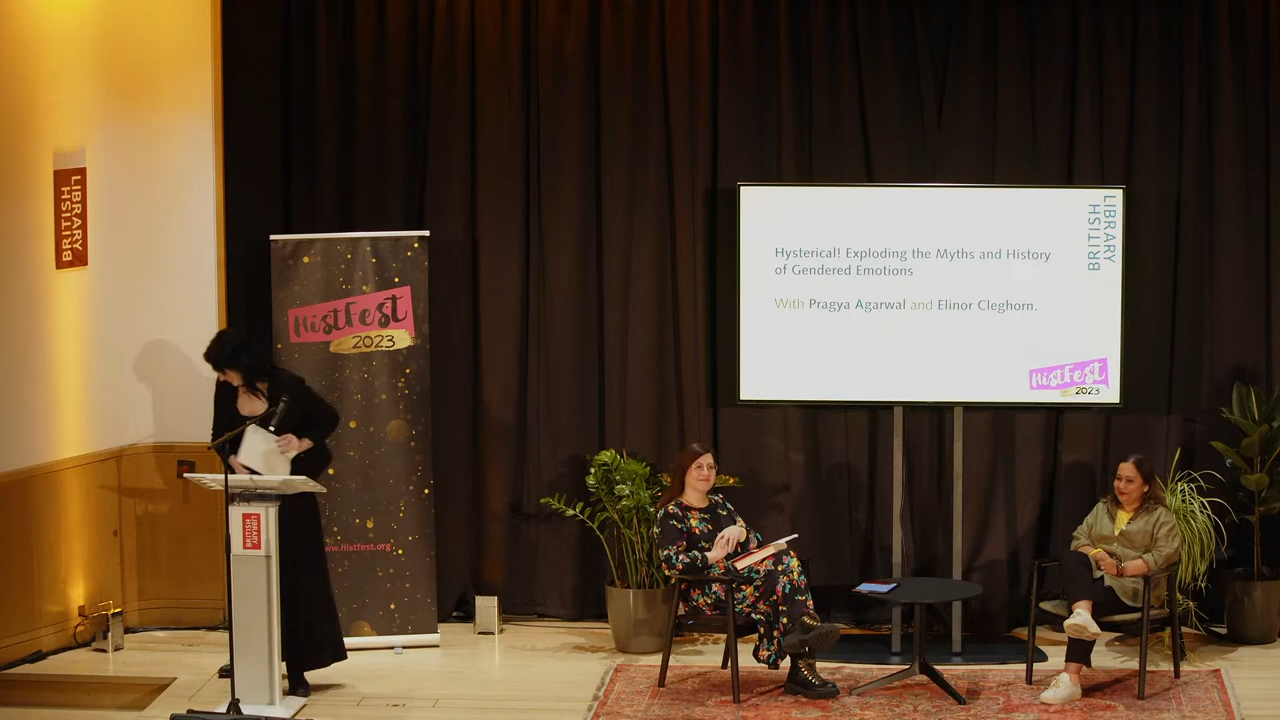 BRITISH
LIBRARY
HistFest
2023
www.histfest.org
BRITISH
LIBRARY
Hysterical! Exploding the Myths and History
of Gendered Emotions
With Pragya Agarwal and Elinor Cleghorn.
BRITISH
LIBRARY
HistFest
2023